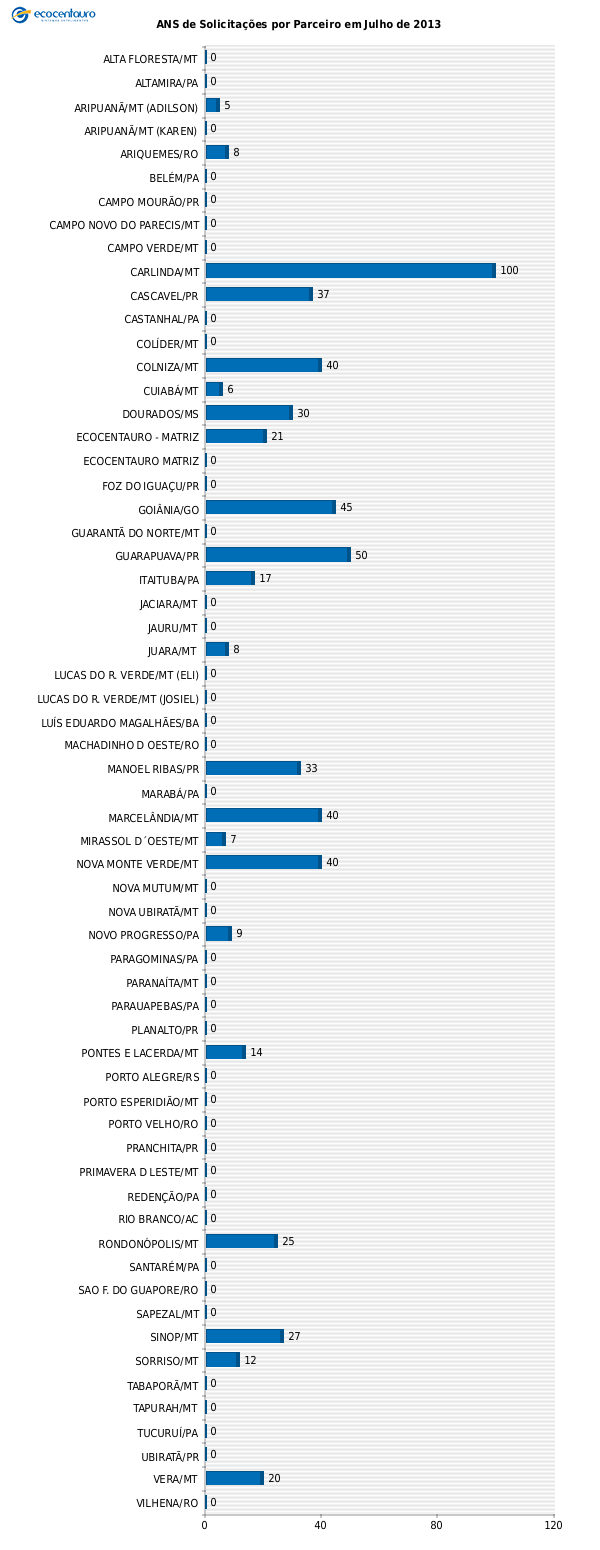 ecocentauro
ANS de Solicitações por Parceiro em Julho de 2013
ALTA FLORESTA/MT 0
ALTAMIRA/PA 0
ARIPUANÃ/MT (ADILSON) 5
ARIPUANÃ/MT (KAREN) 0
ARIQUEMES/RO 8
BELÉM/PA 0
CAMPO MOURÃO/PR 0
CAMPO NOVO DO PARECIS/MT 0
CAMPO VERDE/MT 0
CARLINDA/MT 100
CASCAVEL/PR 37
CASTANHAL/PA 0
COLÍDER/MT 0
COLNIZA/MT 40
CUIABÁ/MT 6
DOURADOS/MS 30
ECOCENTAURO - MATRIZ 21
ECOCENTAURO MATRIZ 0
FOZ DO IGUAÇU/PR 0
GOIÂNIA/GO 45
GUARANTÃ DO NORTE/MT 0
GUARAPUAVA/PR 50
ITAITUBA/PA 17
JACIARA/MT 0
JAURU/MT 0
JUARA/MT 8
LUCAS DO R. VERDE/MT (ELI) 0
LUCAS DO R. VERDE/MT (JOSIEL) 0
LUÍS EDUARDO MAGALHÃES/BA 0
MACHADINHO D OESTE/RO 0
MANOEL RIBAS/PR 33
MARABÁ/PA 0
MARCELÂNDIA/MT 40
MIRASSOL D´OESTE/MT 7
NOVA MONTE VERDE/MT 40
NOVA MUTUM/MT 0
NOVA UBIRATÃ/MT 0
NOVO PROGRESSO/PA 9
PARAGOMINAS/PA 0
PARANAÍTA/MT 0
PARAUAPEBAS/PA 0
PLANALTO/PR 0
PONTES E LACERDA/MT 14
PORTO ALEGRE/RS 0
PORTO ESPERIDIÃO/MT 0
PORTO VELHO/RO 0
PRANCHITA/PR 0
PRIMAVERA D LESTE/MT 0
REDENÇÃO/PA 0
RIO BRANCO/AC 0
RONDONÓPOLIS/MT 25
SANTARÉM/PA 0
SAO F. DO GUAPORE/RO 0
SAPEZAL/MT 0
SINOP/MT 27
SORRISO/MT 12
TABAPORÃ/MT 0
TAPURAH/MT 0
TUCURUÍ/PA 0
UBIRATÃ/PR 0
VERA/MT 20
VILHENA/RO 0
0 40 80 120